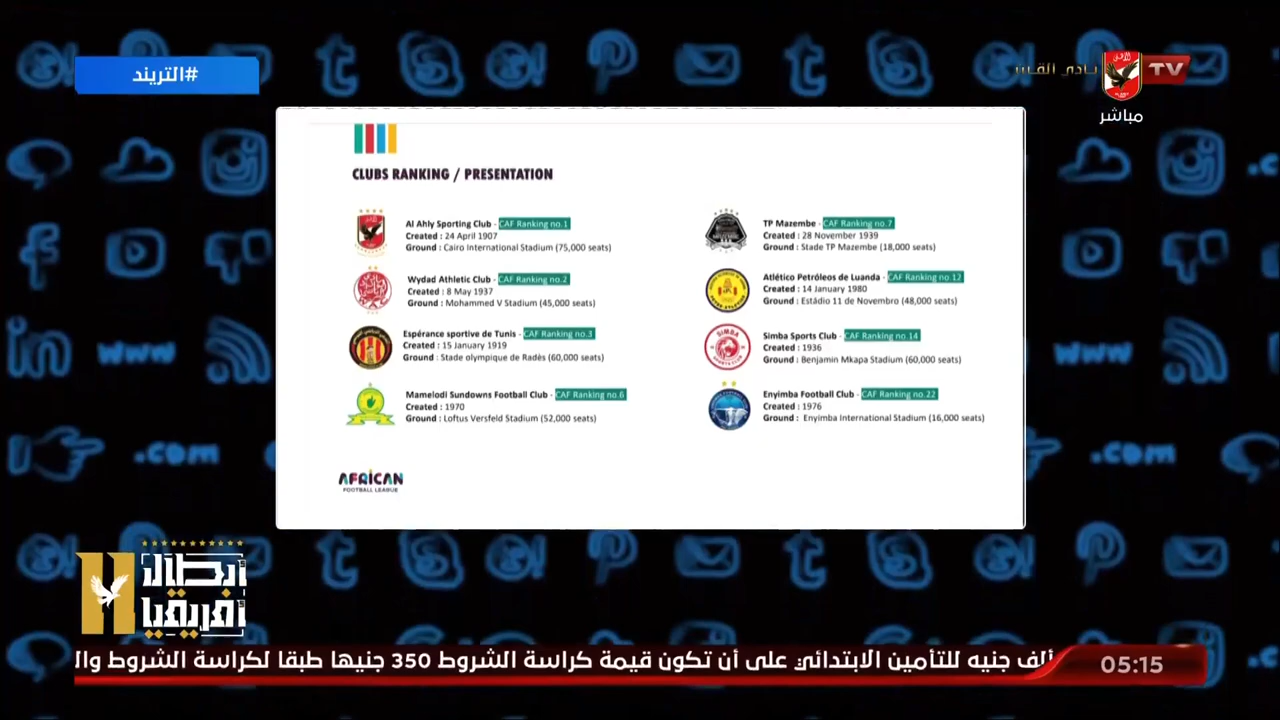 #التريند
نادي القرن
TV
مباشر
CLUBS RANKING / PRESENTATION
Al Ahly Sporting Club - CAF Ranking no.1
Created : 24 April 1907
Ground : Cairo International Stadium (75,000 seats)
Wydad Athletic Club - CAF Ranking no.2
Created : 8 May 1937
Ground : Mohammed V Stadium (45,000 seats)
Espérance sportive de Tunis - CAF Ranking no.3
Created : 15 January 1919
Ground : Stade olympique de Radès (60,000 seats)
Mamelodi Sundowns Football Club - CAF Ranking no.6
Created : 1970
Ground : Loftus Versfeld Stadium (52,000 seats)
TP Mazembe - CAF Ranking no.7
Created : 28 November 1939
Ground : Stade TP Mazembe (18,000 seats)
Atlético Petróleos de Luanda - CAF Ranking no.12
Created : 14 January 1980
Ground : Estádio 11 de Novembro (48,000 seats)
Simba Sports Club - CAF Ranking no.14
Created : 1936
Ground : Benjamin Mkapa Stadium (60,000 seats)
Enyimba Football Club - CAF Ranking no.22
Created : 1976
Ground : Enyimba International Stadium (16,000 seats)
AFRICAN
FOOTBALL LEAGUE
www
www
.com
.com
11
أبطال
أفريقيا
ألف جنيه للتأمين الابتدائي على أن تكون قيمة كراسة الشروط 350 جنيها طبقا لكراسة الشروط وال
05:15